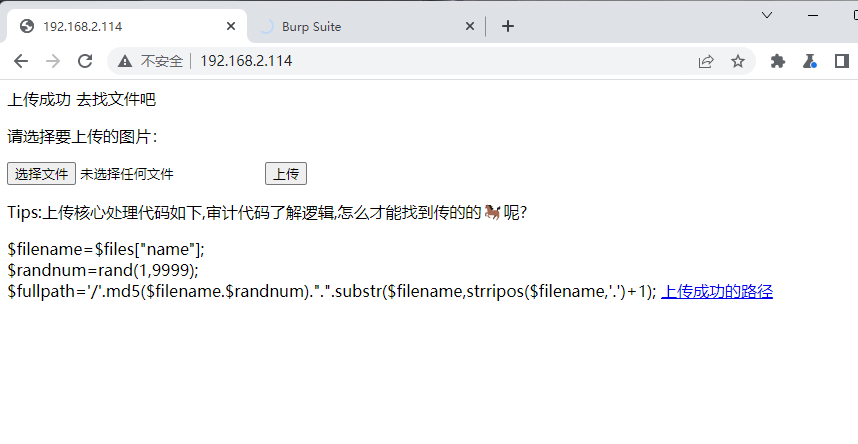 192.168.2.114
Burp Suite
不安全 192.168.2.114
上传成功 去找文件吧
请选择要上传的图片：
选择文件 未选择任何文件 上传
Tips:上传核心处理代码如下,审计代码了解逻辑,怎么才能找到传的的🐎呢?
$filename=$files["name"];
$randnum=rand(1,9999);
$fullpath='/'.md5($filename.$randnum).".".substr($filename,strripos($filename,'.')+1); 上传成功的路径